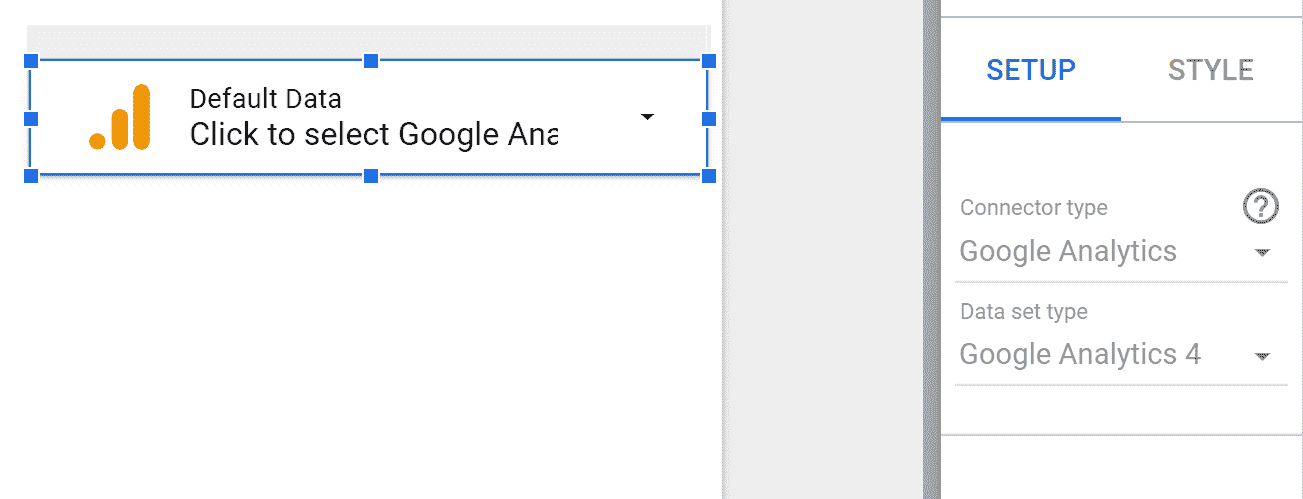 Default Data
Click to select Google Ana
SETUP
STYLE
Connector type
Google Analytics
Data set type
Google Analytics 4